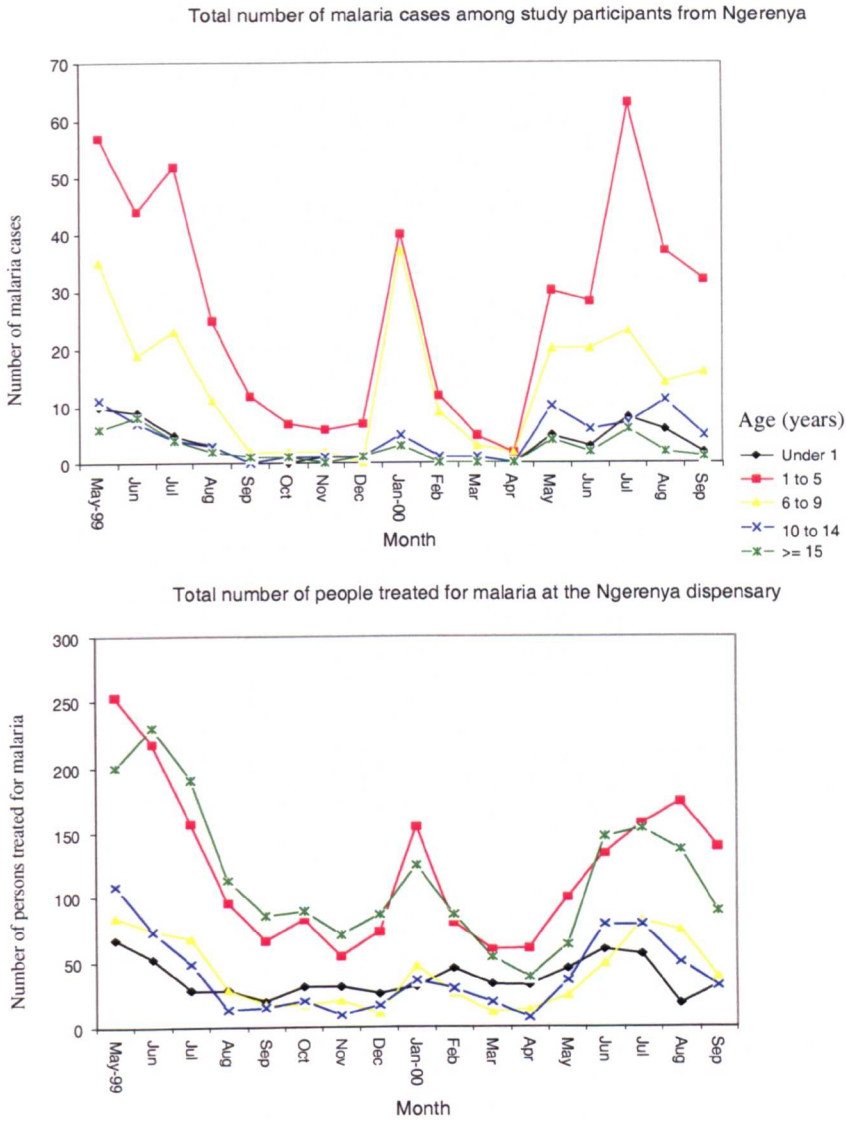 Total number of malaria cases among study participants from Ngerenya
Number of malaria cases
70
60
50
40
30
20
10
0
May-99
Jun
Jul
Aug
Sep
Oct
Nov
Dec
Jan-00
Feb
Mar
Apr
May
Jun
Jul
Aug
Sep
Month
Age (years)
Under 1
1 to 5
6 to 9
10 to 14
>= 15
Total number of people treated for malaria at the Ngerenya dispensary
Number of persons treated for malaria
300
250
200
150
100
50
0
May-99
Jun
Jul
Aug
Sep
Oct
Nov
Dec
Jan-00
Feb
Mar
Apr
May
Jun
Jul
Aug
Sep
Month